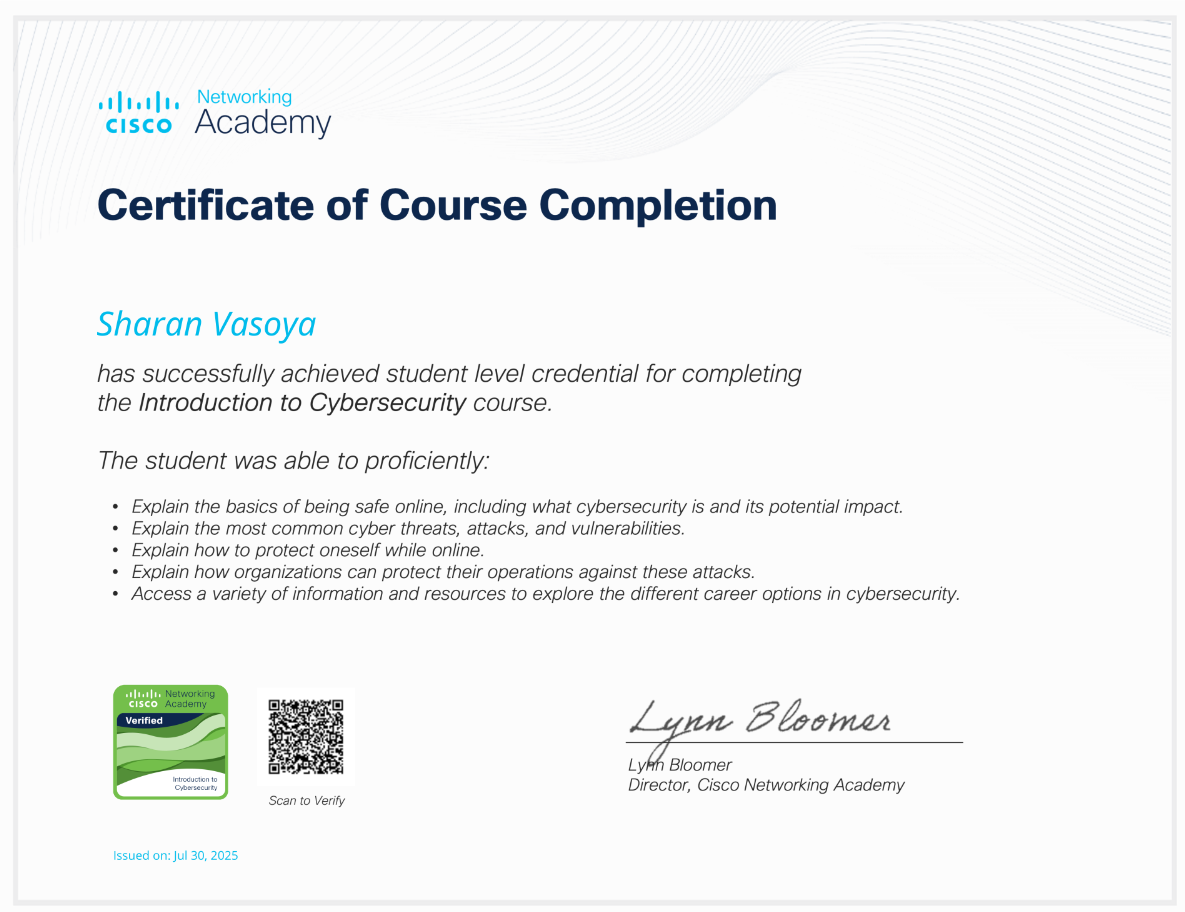 Networking
Academy
CISCO
Certificate of Course Completion
Sharan Vasoya
has successfully achieved student level credential for completing
the Introduction to Cybersecurity course.
The student was able to proficiently:
• Explain the basics of being safe online, including what cybersecurity is and its potential impact.
• Explain the most common cyber threats, attacks, and vulnerabilities.
• Explain how to protect oneself while online.
• Explain how organizations can protect their operations against these attacks.
• Access a variety of information and resources to explore the different career options in cybersecurity.
Networking
CISCO Academy
Verified
Introduction to
Cybersecurity
Scan to Verify
Lynn Bloomer
Lynn Bloomer
Director, Cisco Networking Academy
Issued on: Jul 30, 2025